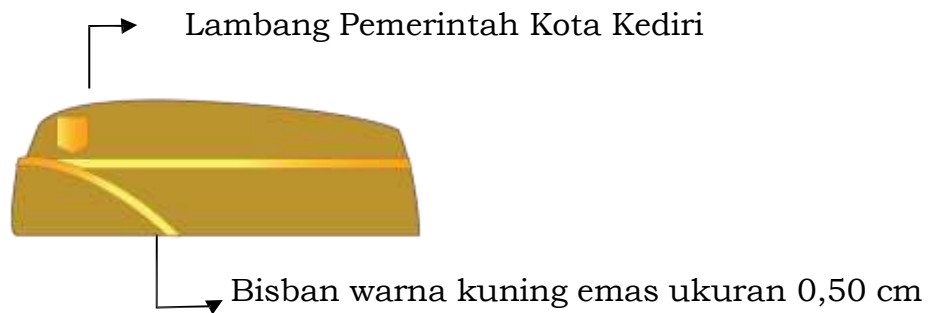 Lambang Pemerintah Kota Kediri
Bisban warna kuning emas ukuran 0,50 cm